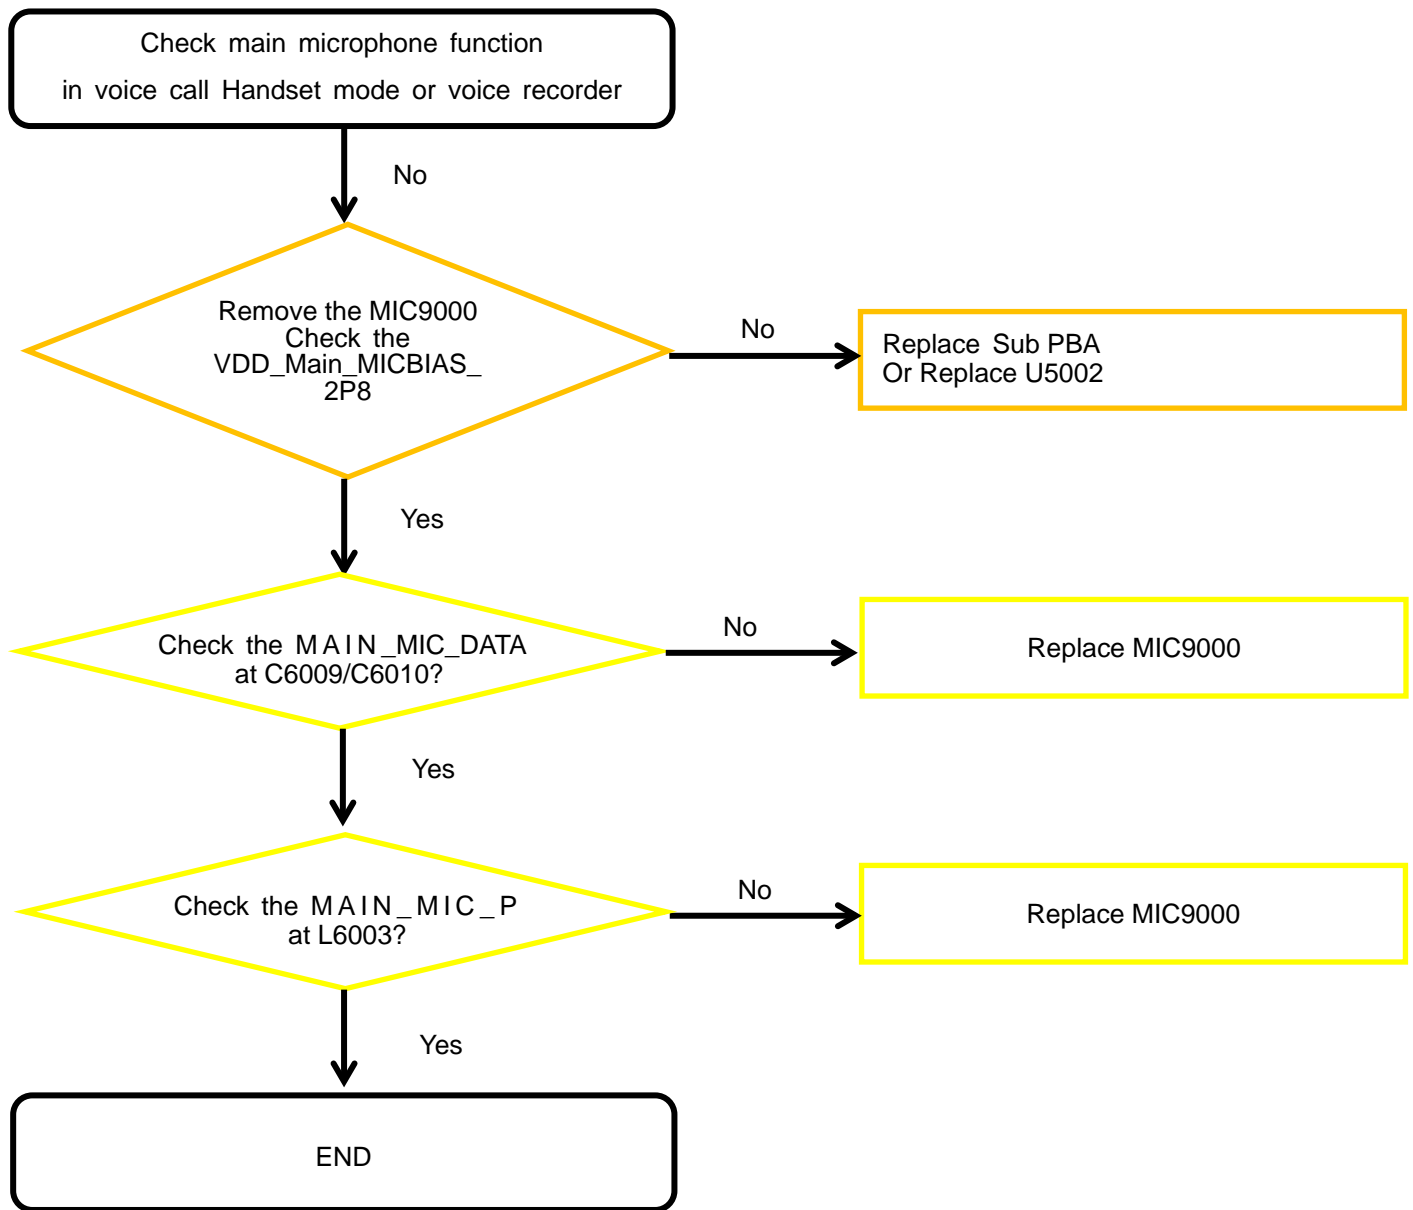 Check main microphone function
in voice call Handset mode or voice recorder
No
Remove the MIC9000
Check the
VDD_Main_MICBIAS_
2P8
No
Replace Sub PBA
Or Replace U5002
Yes
Check the MAIN_MIC_DATA
at C6009/C6010?
No
Replace MIC9000
Yes
Check the MAIN_MIC_P
at L6003?
No
Replace MIC9000
Yes
END